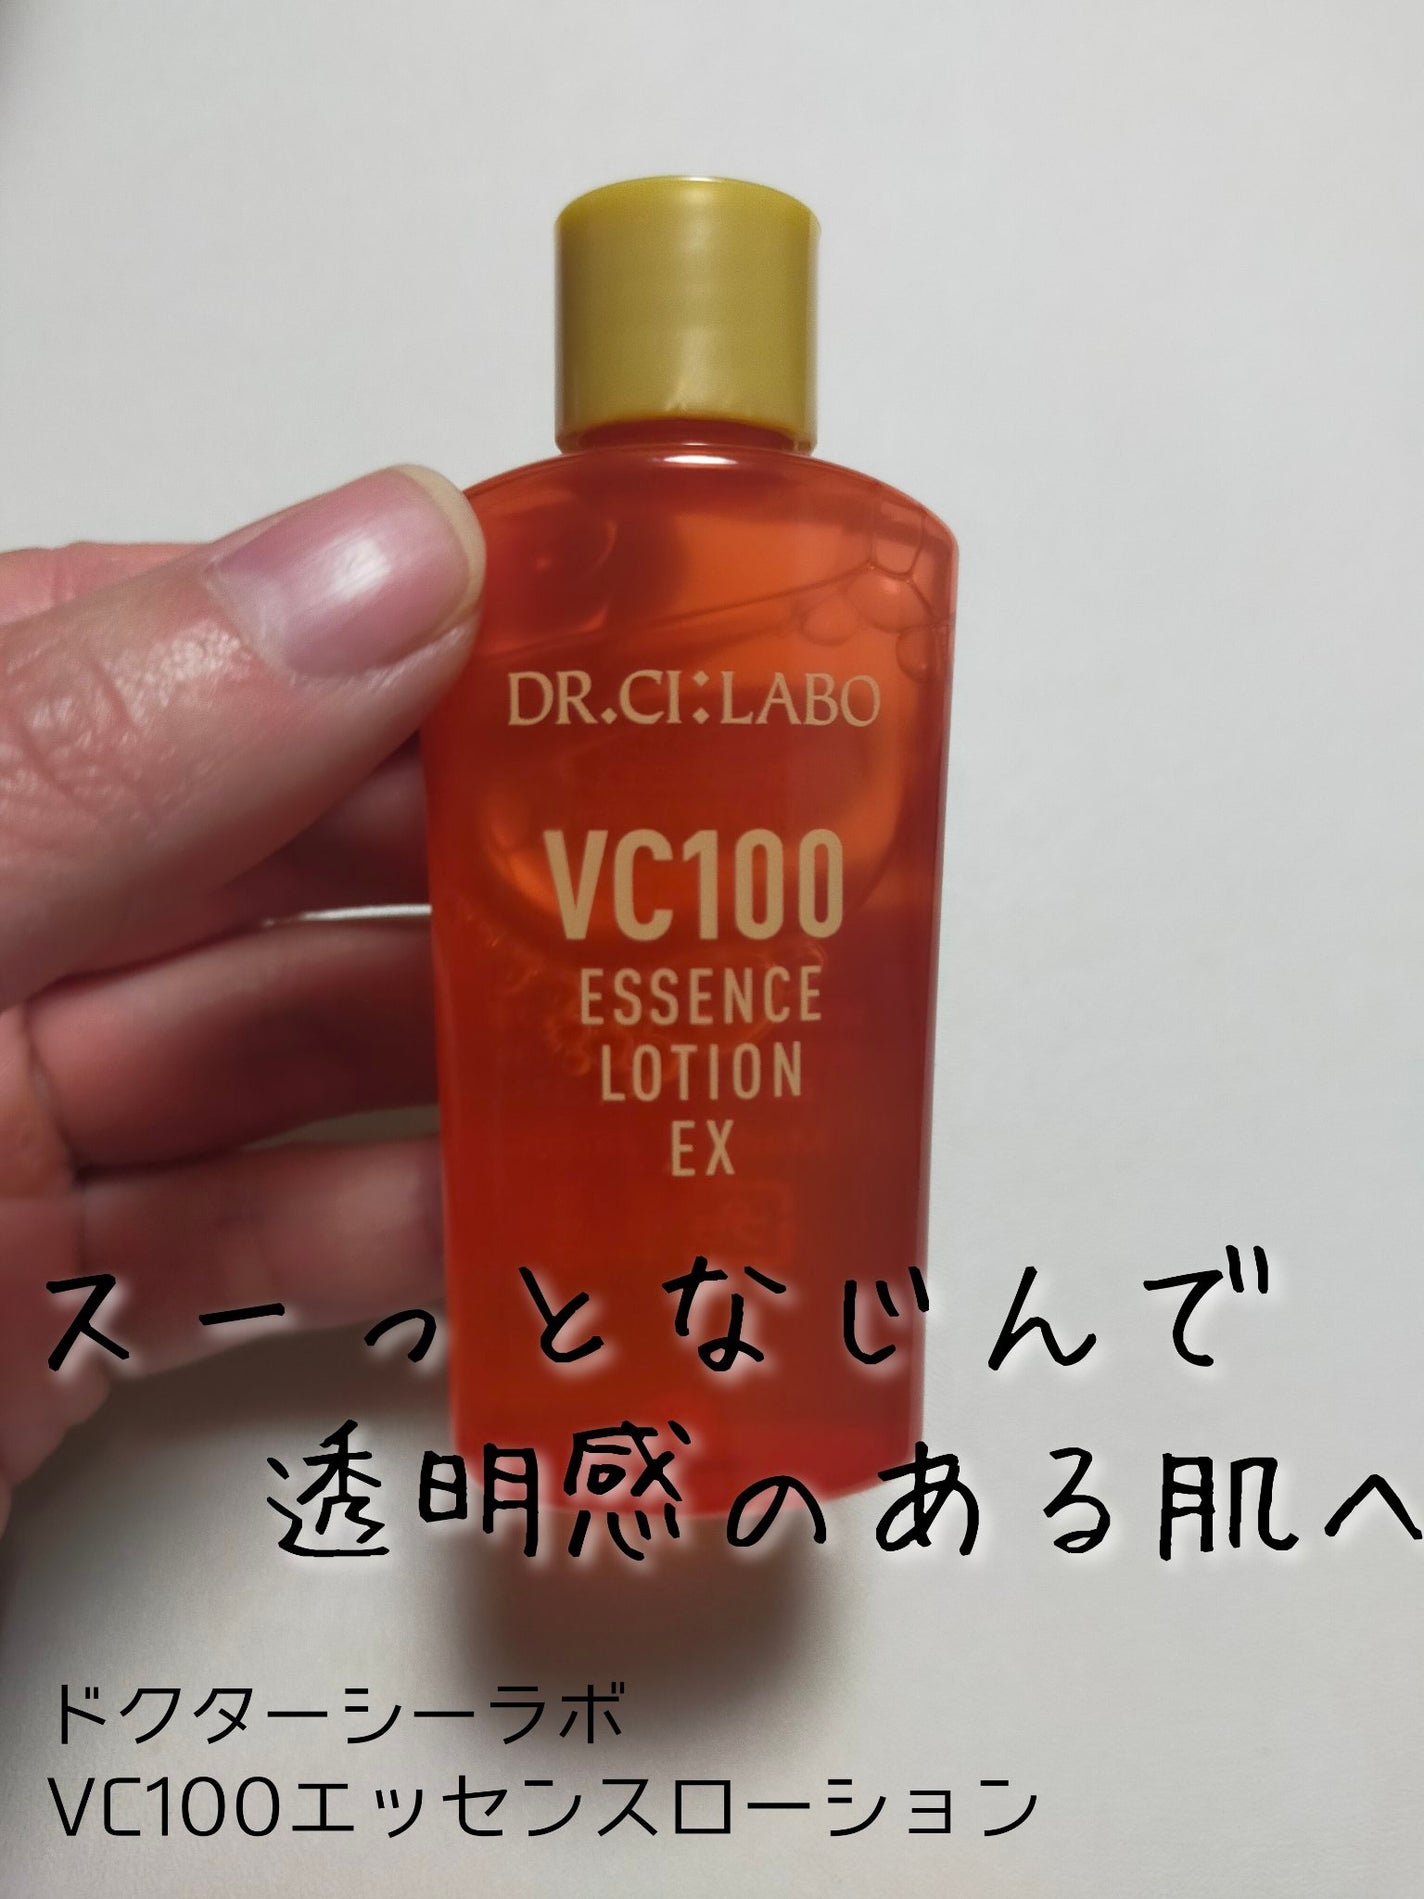 DR.CI:LABO
VC100
ESSENCE
LOTION
EX
スーっとなじんで
透明感のある肌へ
ドクターシーラボ
VC100エッセンスローション